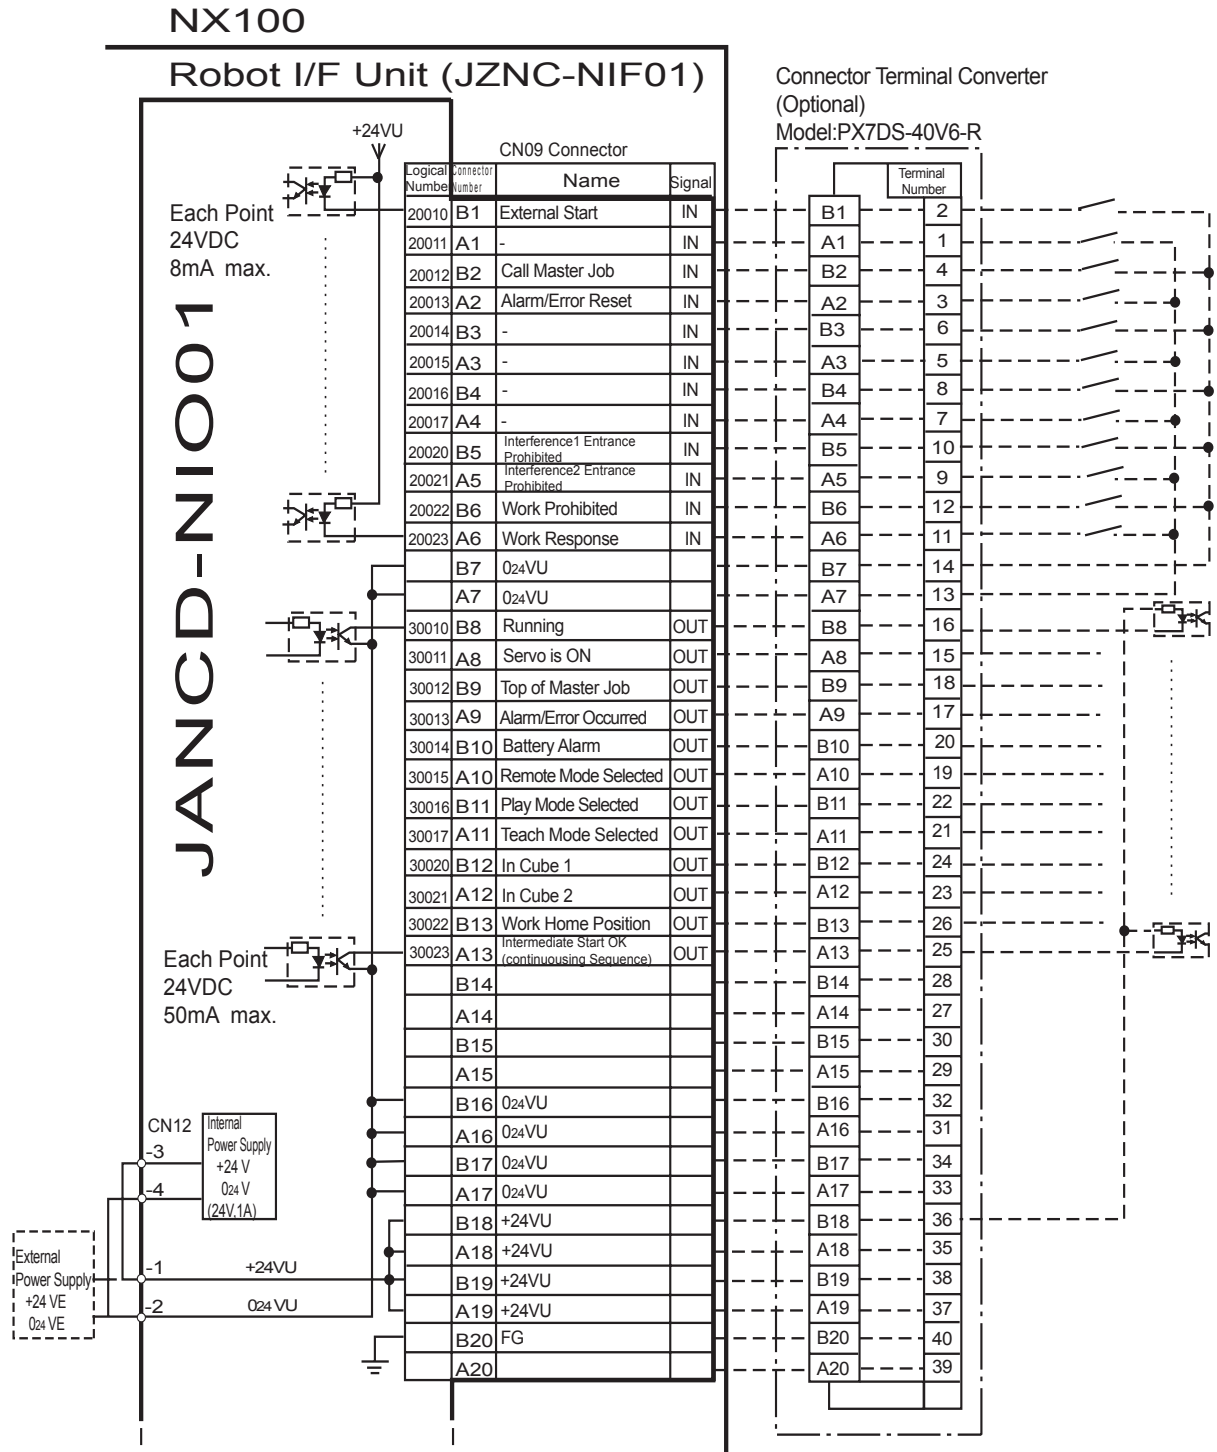 NX100
Robot I/F Unit (JZNC-NIF01)
Connector Terminal Converter
(Optional)
Model:PX7DS-40V6-R
+24VU
CN09 Connector
Logical Numbe Connector Number Name Signal
Terminal Number
Each Point
24VDC
8mA max.
JANCD-NIO01
20010 B1 External Start IN B1 2
20011 A1 - IN A1 1
20012 B2 Call Master Job IN B2 4
20013 A2 Alarm/Error Reset IN A2 3
20014 B3 - IN B3 6
20015 A3 - IN A3 5
20016 B4 - IN B4 8
20017 A4 - IN A4 7
20020 B5 Interference1 Entrance Prohibited IN B5 10
20021 A5 Interference2 Entrance Prohibited IN A5 9
20022 B6 Work Prohibited IN B6 12
20023 A6 Work Response IN A6 11
B7 024VU B7 14
A7 024VU A7 13
30010 B8 Running OUT B8 16
30011 A8 Servo is ON OUT A8 15
30012 B9 Top of Master Job OUT B9 18
30013 A9 Alarm/Error Occurred OUT A9 17
30014 B10 Battery Alarm OUT B10 20
30015 A10 Remote Mode Selected OUT A10 19
30016 B11 Play Mode Selected OUT B11 22
30017 A11 Teach Mode Selected OUT A11 21
30020 B12 In Cube 1 OUT B12 24
30021 A12 In Cube 2 OUT A12 23
30022 B13 Work Home Position OUT B13 26
30023 A13 Intermediate Start OK (continuousing Sequence) OUT A13 25
Each Point
24VDC
50mA max.
B14 B14 28
A14 A14 27
B15 B15 30
A15 A15 29
B16 024VU B16 32
A16 024VU A16 31
B17 024VU B17 34
A17 024VU A17 33
B18 +24VU B18 36
A18 +24VU A18 35
B19 +24VU B19 38
A19 +24VU A19 37
B20 FG B20 40
A20 A20 39
CN12
-3
-4
Internal
Power Supply
+24 V
024 V
(24V,1A)
External
Power Supply
+24 VE
024 VE
-1 +24VU
-2 024 VU